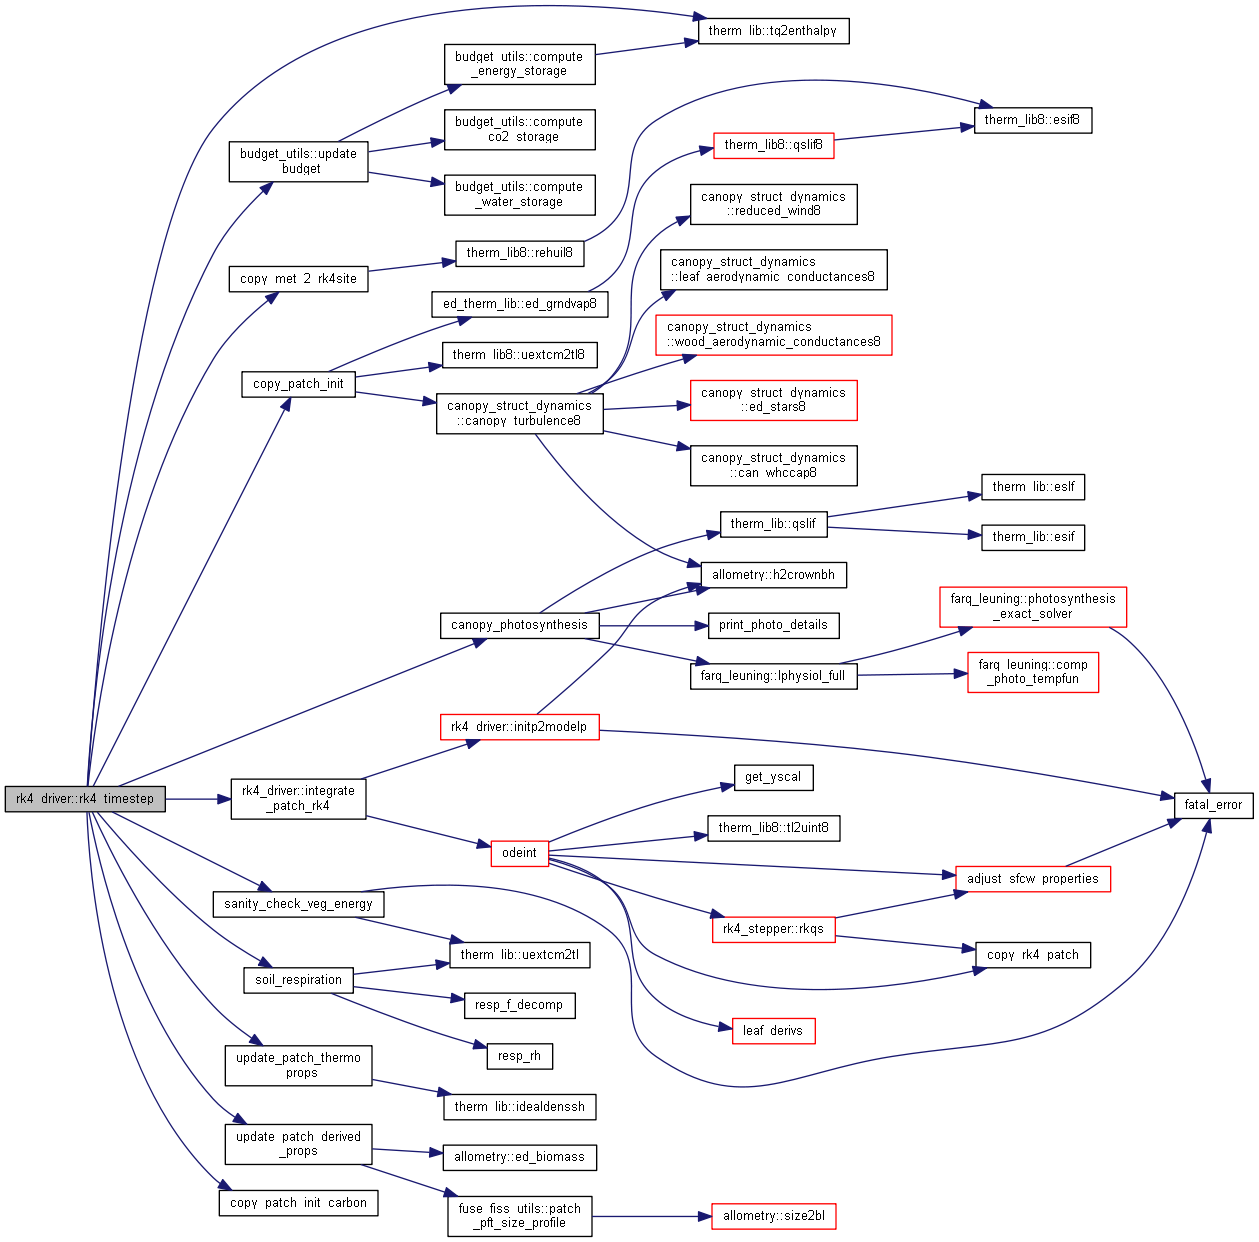 therm_lib::tq2enthalpy
budget_utils::compute
_energy_storage
budget_utils::compute
_co2_storage
budget_utils::update
_budget
budget_utils::compute
_water_storage
therm_lib8::esif8
therm_lib8::qslif8
canopy_struct_dynamics
::reduced_wind8
therm_lib8::rehuil8
copy_met_2_rk4site
canopy_struct_dynamics
::leaf_aerodynamic_conductances8
ed_therm_lib::ed_grndvap8
canopy_struct_dynamics
::wood_aerodynamic_conductances8
therm_lib8::uextcm2tl8
copy_patch_init
canopy_struct_dynamics
::canopy_turbulence8
canopy_struct_dynamics
::ed_stars8
canopy_struct_dynamics
::can_whccap8
therm_lib::eslf
therm_lib::qslif
therm_lib::esif
allometry::h2crownbh
farq_leuning::photosynthesis
_exact_solver
canopy_photosynthesis
print_photo_details
farq_leuning::lphysiol_full
farq_leuning::comp
_photo_tempfun
rk4_driver::initp2modelp
get_yscal
rk4_driver::rk4_timestep
rk4_driver::integrate
_patch_rk4
fatal_error
therm_lib8::tl2uint8
odeint
adjust_sfcw_properties
sanity_check_veg_energy
rk4_stepper::rkqs
therm_lib::uextcm2tl
copy_rk4_patch
soil_respiration
resp_f_decomp
leaf_derivs
resp_rh
update_patch_thermo
_props
therm_lib::idealdenssh
update_patch_derived
_props
allometry::ed_biomass
copy_patch_init_carbon
fuse_fiss_utils::patch
_pft_size_profile
allometry::size2bl